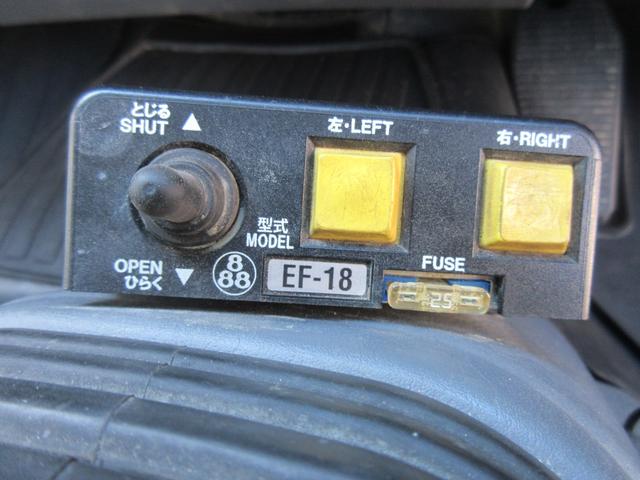 とじる
SHUT ▲
左・LEFT
右・RIGHT
型式
MODEL
OPEN ▼
ひらく
8
88
EF-18
FUSE
25